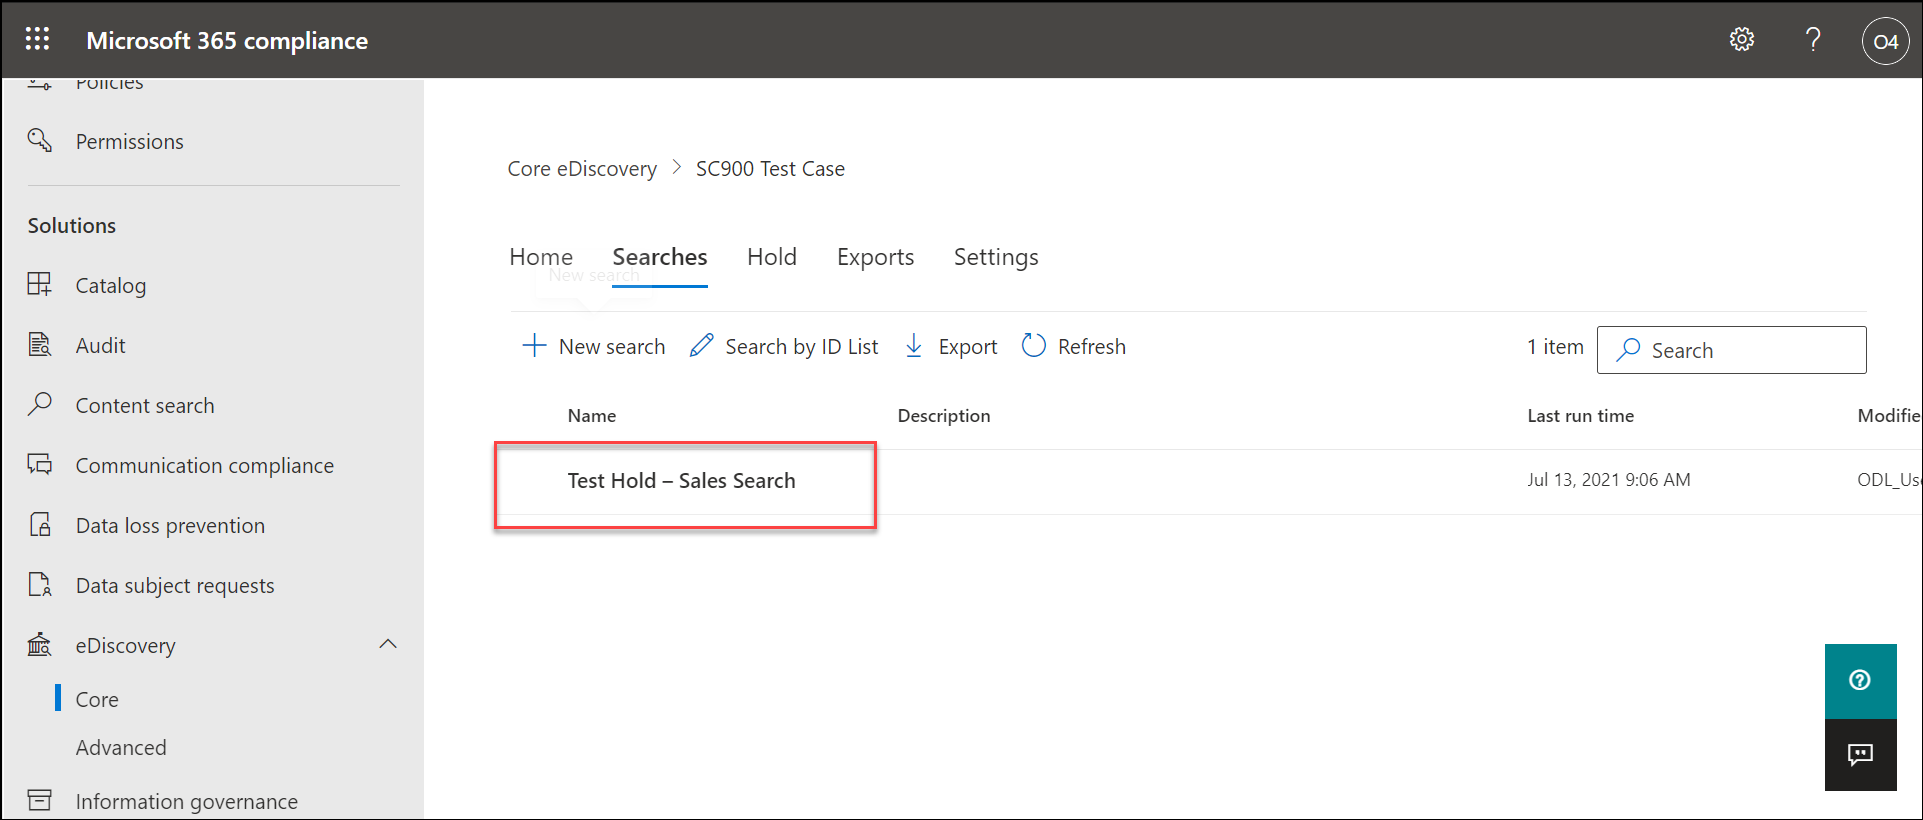 Microsoft 365 compliance
O4
Policies
Permissions
Solutions
Catalog
Audit
Content search
Communication compliance
Data loss prevention
Data subject requests
eDiscovery
Core
Advanced
Information governance
Core eDiscovery > SC900 Test Case
Home Searches Hold Exports Settings
New search
New search Search by ID List Export Refresh 1 item Search
Name Description Last run time Modifie
Test Hold – Sales Search Jul 13, 2021 9:06 AM ODL_Use